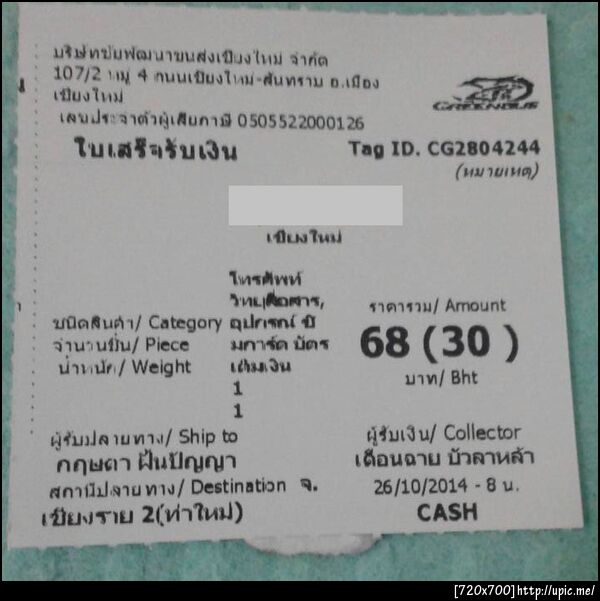 บริษัทชัยพัฒนาขนส่งเชียงใหม่ จำกัด
107/2 หมู่ 4 ถนนเชียงใหม่-สันทราย อ.เมือง
เชียงใหม่
เลขประจำตัวผู้เสียภาษี 0505522000126
GREENBUS
ใบเสร็จรับเงิน Tag ID. CG2804244
(หมายเหตุ)
เชียงใหม่
โทรศัพท์
วิทยุสื่อสาร,
ชนิดสินค้า/ Category อุปกรณ์ ซิ
ราคารวม/ Amount
จำนวนชิ้น/ Piece มการ์ด บัตร
68 (30 )
น้ำหนัก/ Weight เติมเงิน
บาท/ Bht
1
1
ผู้รับปลายทาง/ Ship to
กฤษดา ฝั้นปัญญา
สถานีปลายทาง/ Destination จ.
เชียงราย 2(ท่าใหม่)
ผู้รับเงิน/ Collector
เดือนฉาย บัวลาหล้า
26/10/2014 - 8 น.
CASH
[720x700]http://upic.me/